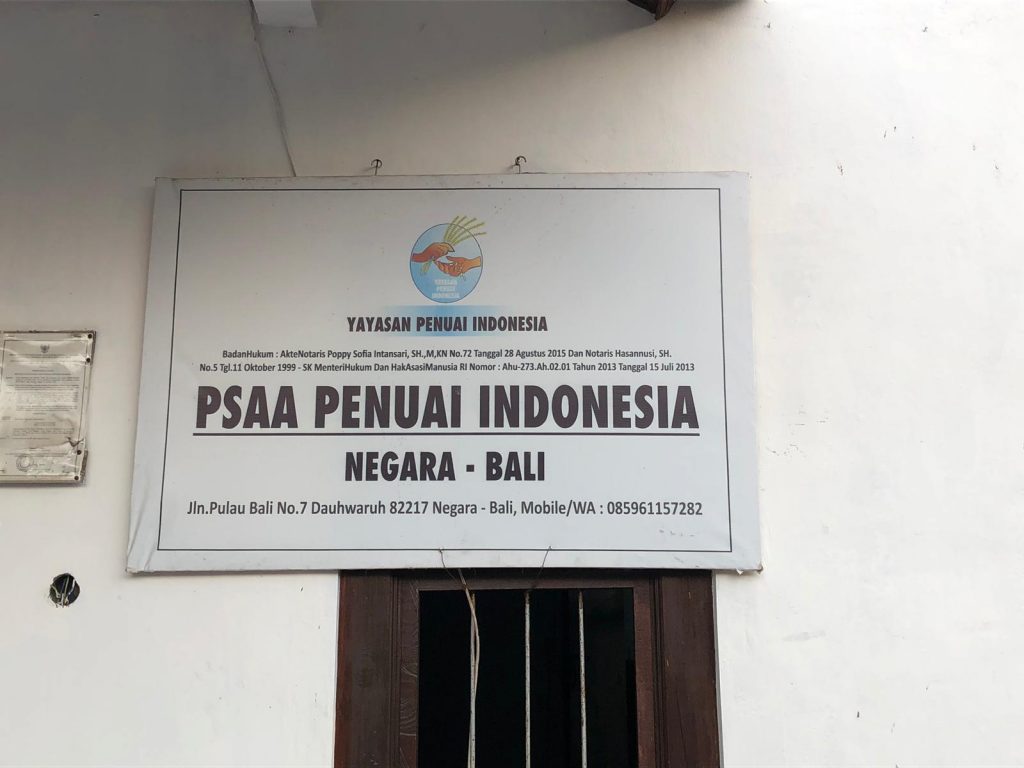 YAYASAN
PENUAI
INDONESIA
YAYASAN PENUAI INDONESIA
BadanHukum : AkteNotaris Poppy Sofia Intansari, SH.,M,KN No.72 Tanggal 28 Agustus 2015 Dan Notaris Hasannusi, SH.
No.5 Tgl.11 Oktober 1999 - SK MenteriHukum Dan HakAsasiManusia RI Nomor : Ahu-273.Ah.02.01 Tahun 2013 Tanggal 15 Juli 2013
PSAA PENUAI INDONESIA
NEGARA - BALI
Jln.Pulau Bali No.7 Dauhwaruh 82217 Negara - Bali, Mobile/WA : 085961157282